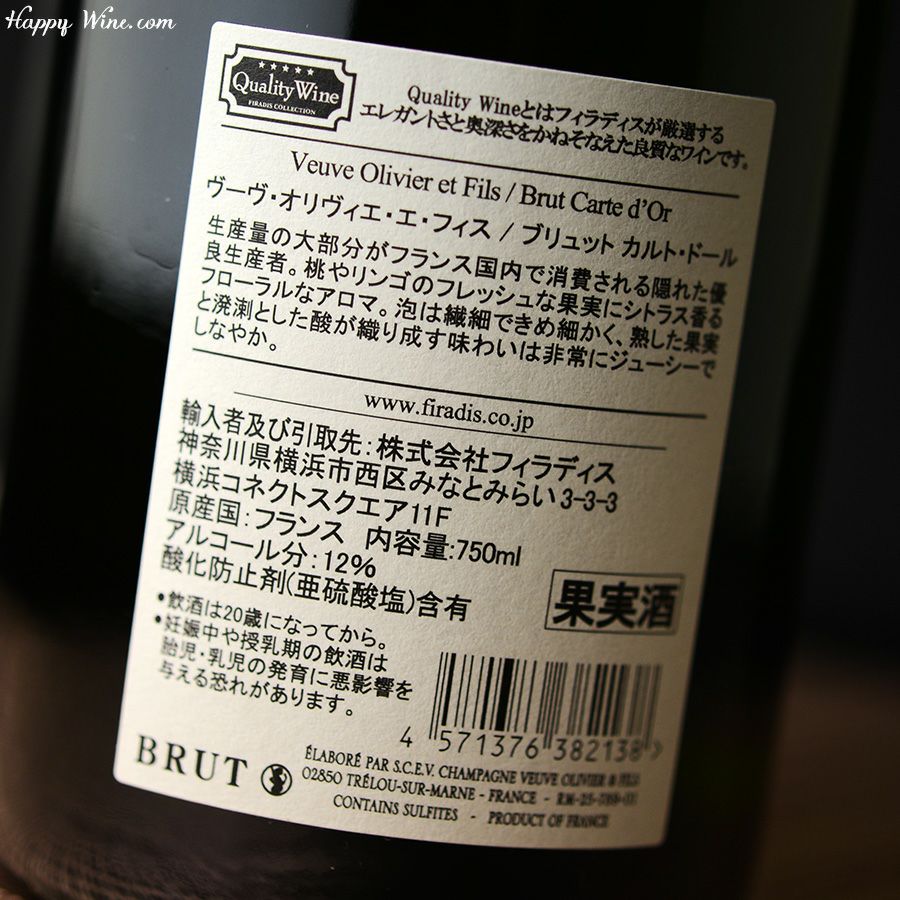 Happy Wine.com
★★★★★
Quality Wine
FIRADIS COLLECTION
Quality Wineとはフィラディスが厳選する
エレガントさと奥深さをかねそなえた良質なワインです。
Veuve Olivier et Fils / Brut Carte d'Or
ヴーヴ・オリヴィエ・エ・フィス / ブリュット カルト・ドール
生産量の大部分がフランス国内で消費される隠れた優
良生産者。桃やリンゴのフレッシュな果実にシトラス香る
フローラルなアロマ。泡は繊細できめ細かく、熟した果実
と溌溂とした酸が織り成す味わいは非常にジューシーで
しなやか。
www.firadis.co.jp
輸入者及び引取先:株式会社フィラディス
神奈川県横浜市西区みなとみらい3-3-3
横浜コネクトスクエア11F
原産国:フランス 内容量:750ml
アルコール分:12%
酸化防止剤(亜硫酸塩)含有
果実酒
•飲酒は20歳になってから。
•妊娠中や授乳期の飲酒は
胎児・乳児の発育に悪影響を
与える恐れがあります。
4 571376 382138 >
BRUT
ÉLABORÉ PAR S.C.E.V. CHAMPAGNE VEUVE OLIVIER & FILS
02850 TRÉLOU-SUR-MARNE - FRANCE -
CONTAINS SULFITES - PRODUCT OF FRANCE